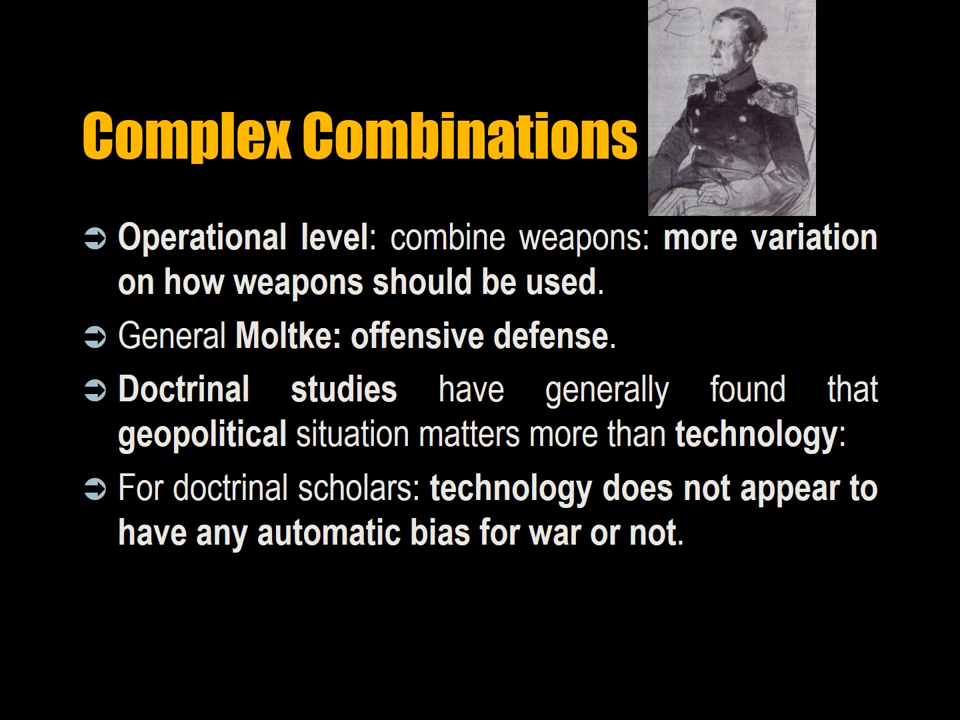 Complex Combinations
Operational level: combine weapons: more variation
on how weapons should be used.
General Moltke: offensive defense.
Doctrinal studies have generally found that
geopolitical situation matters more than technology:
For doctrinal scholars: technology does not appear to
have any automatic bias for war or not.